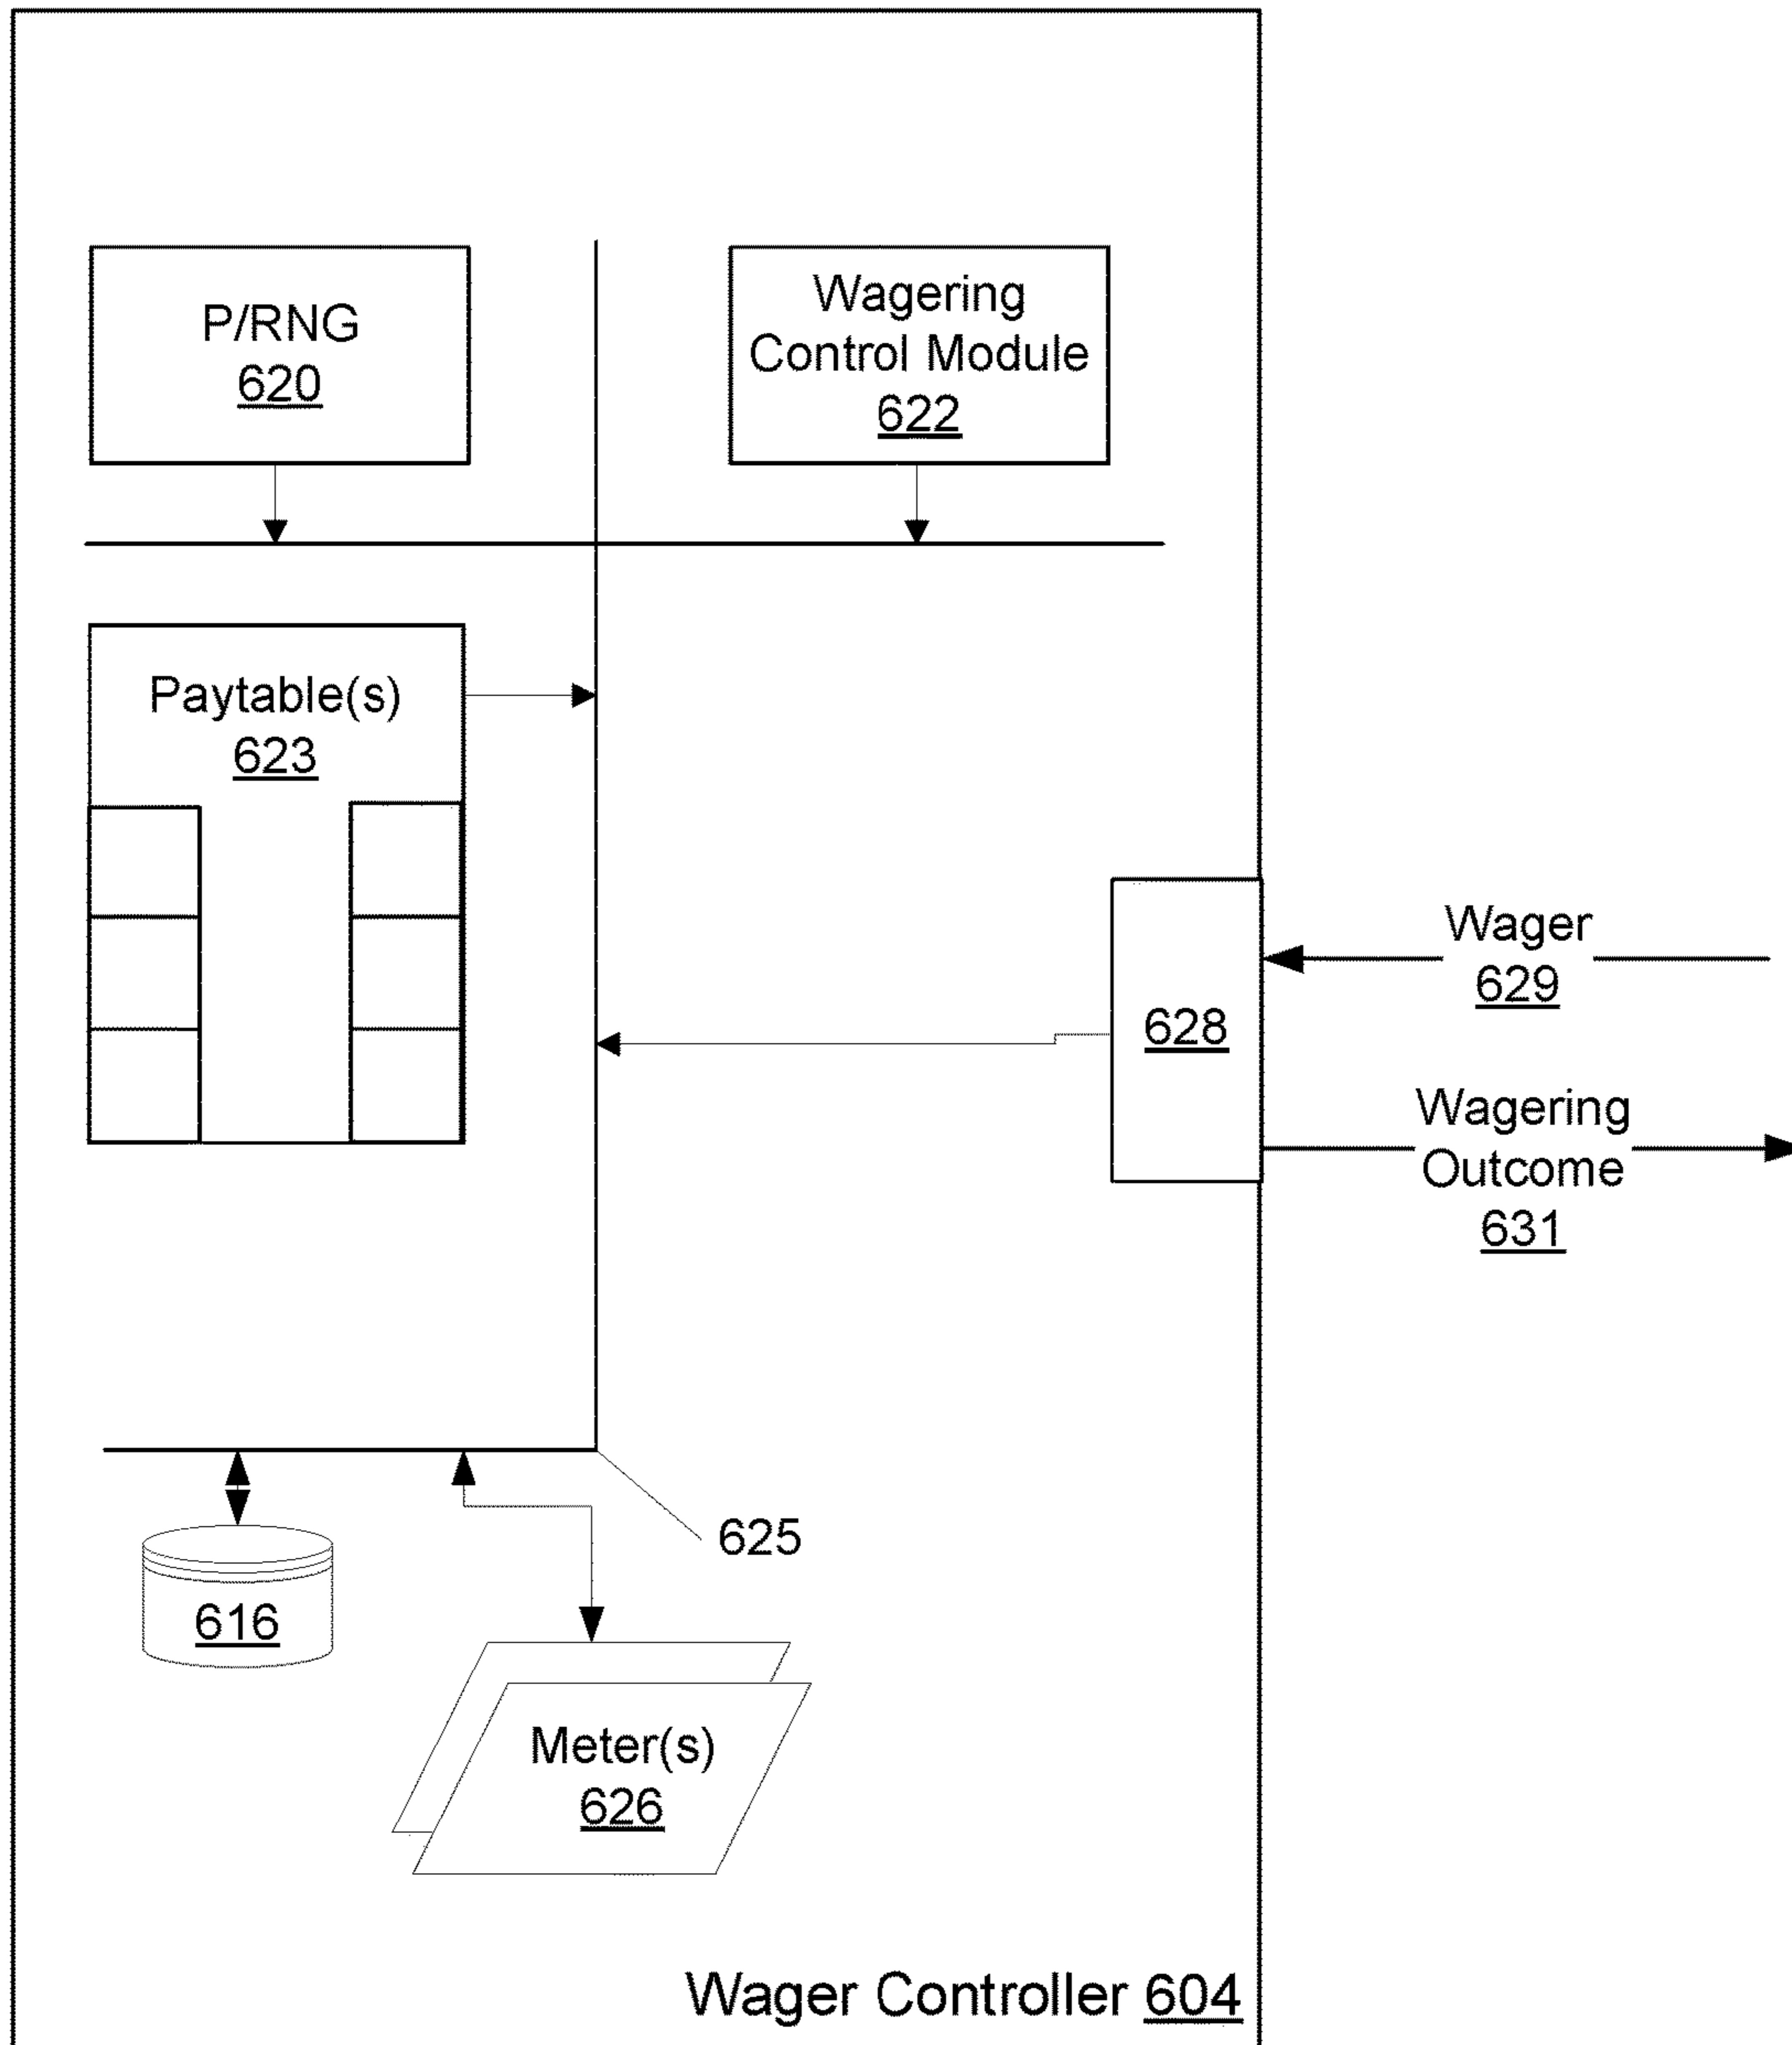 P/RNG
620
Wagering
Control Module
622
Paytable(s)
623
Wager
629
628
Wagering
Outcome
631
625
616
Meter(s)
626
Wager Controller 604